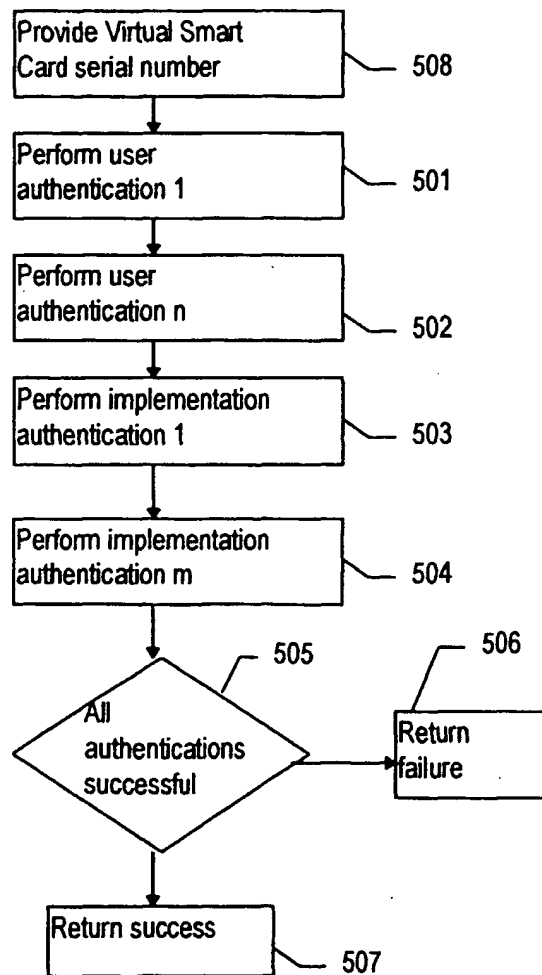 Provide Virtual Smart
Card serial number
508
Perform user
authentication 1
501
Perform user
authentication n
502
Perform implementation
authentication 1
503
Perform implementation
authentication m
504
505
All
authentications
successful
506
Return
failure
Return success
507